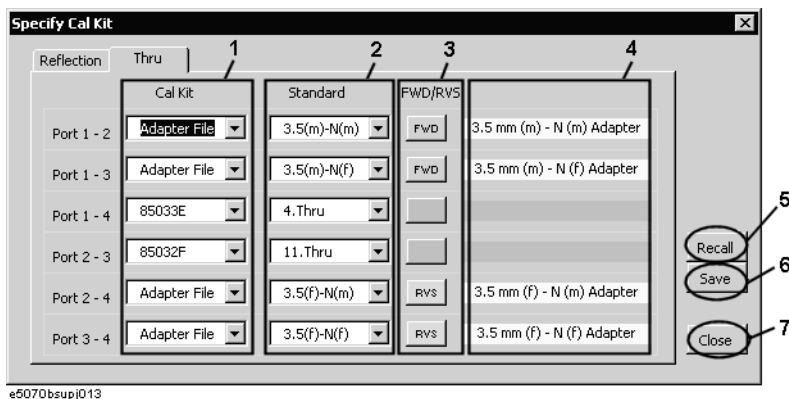 Specify Cal Kit
Reflection Thru 1 2 3 4
Cal Kit Standard FWD/RVS
Port 1 - 2 Adapter File 3.5(m)-N(m) FWD 3.5 mm (m) - N (m) Adapter
Port 1 - 3 Adapter File 3.5(m)-N(f) FWD 3.5 mm (m) - N (f) Adapter
Port 1 - 4 85033E 4.Thru 5
Port 2 - 3 85032F 11.Thru Recall
6
Save
Port 2 - 4 Adapter File 3.5(f)-N(m) RVS 3.5 mm (f) - N (m) Adapter
7
Port 3 - 4 Adapter File 3.5(f)-N(f) RVS 3.5 mm (f) - N (f) Adapter Close
e5070bsupj013